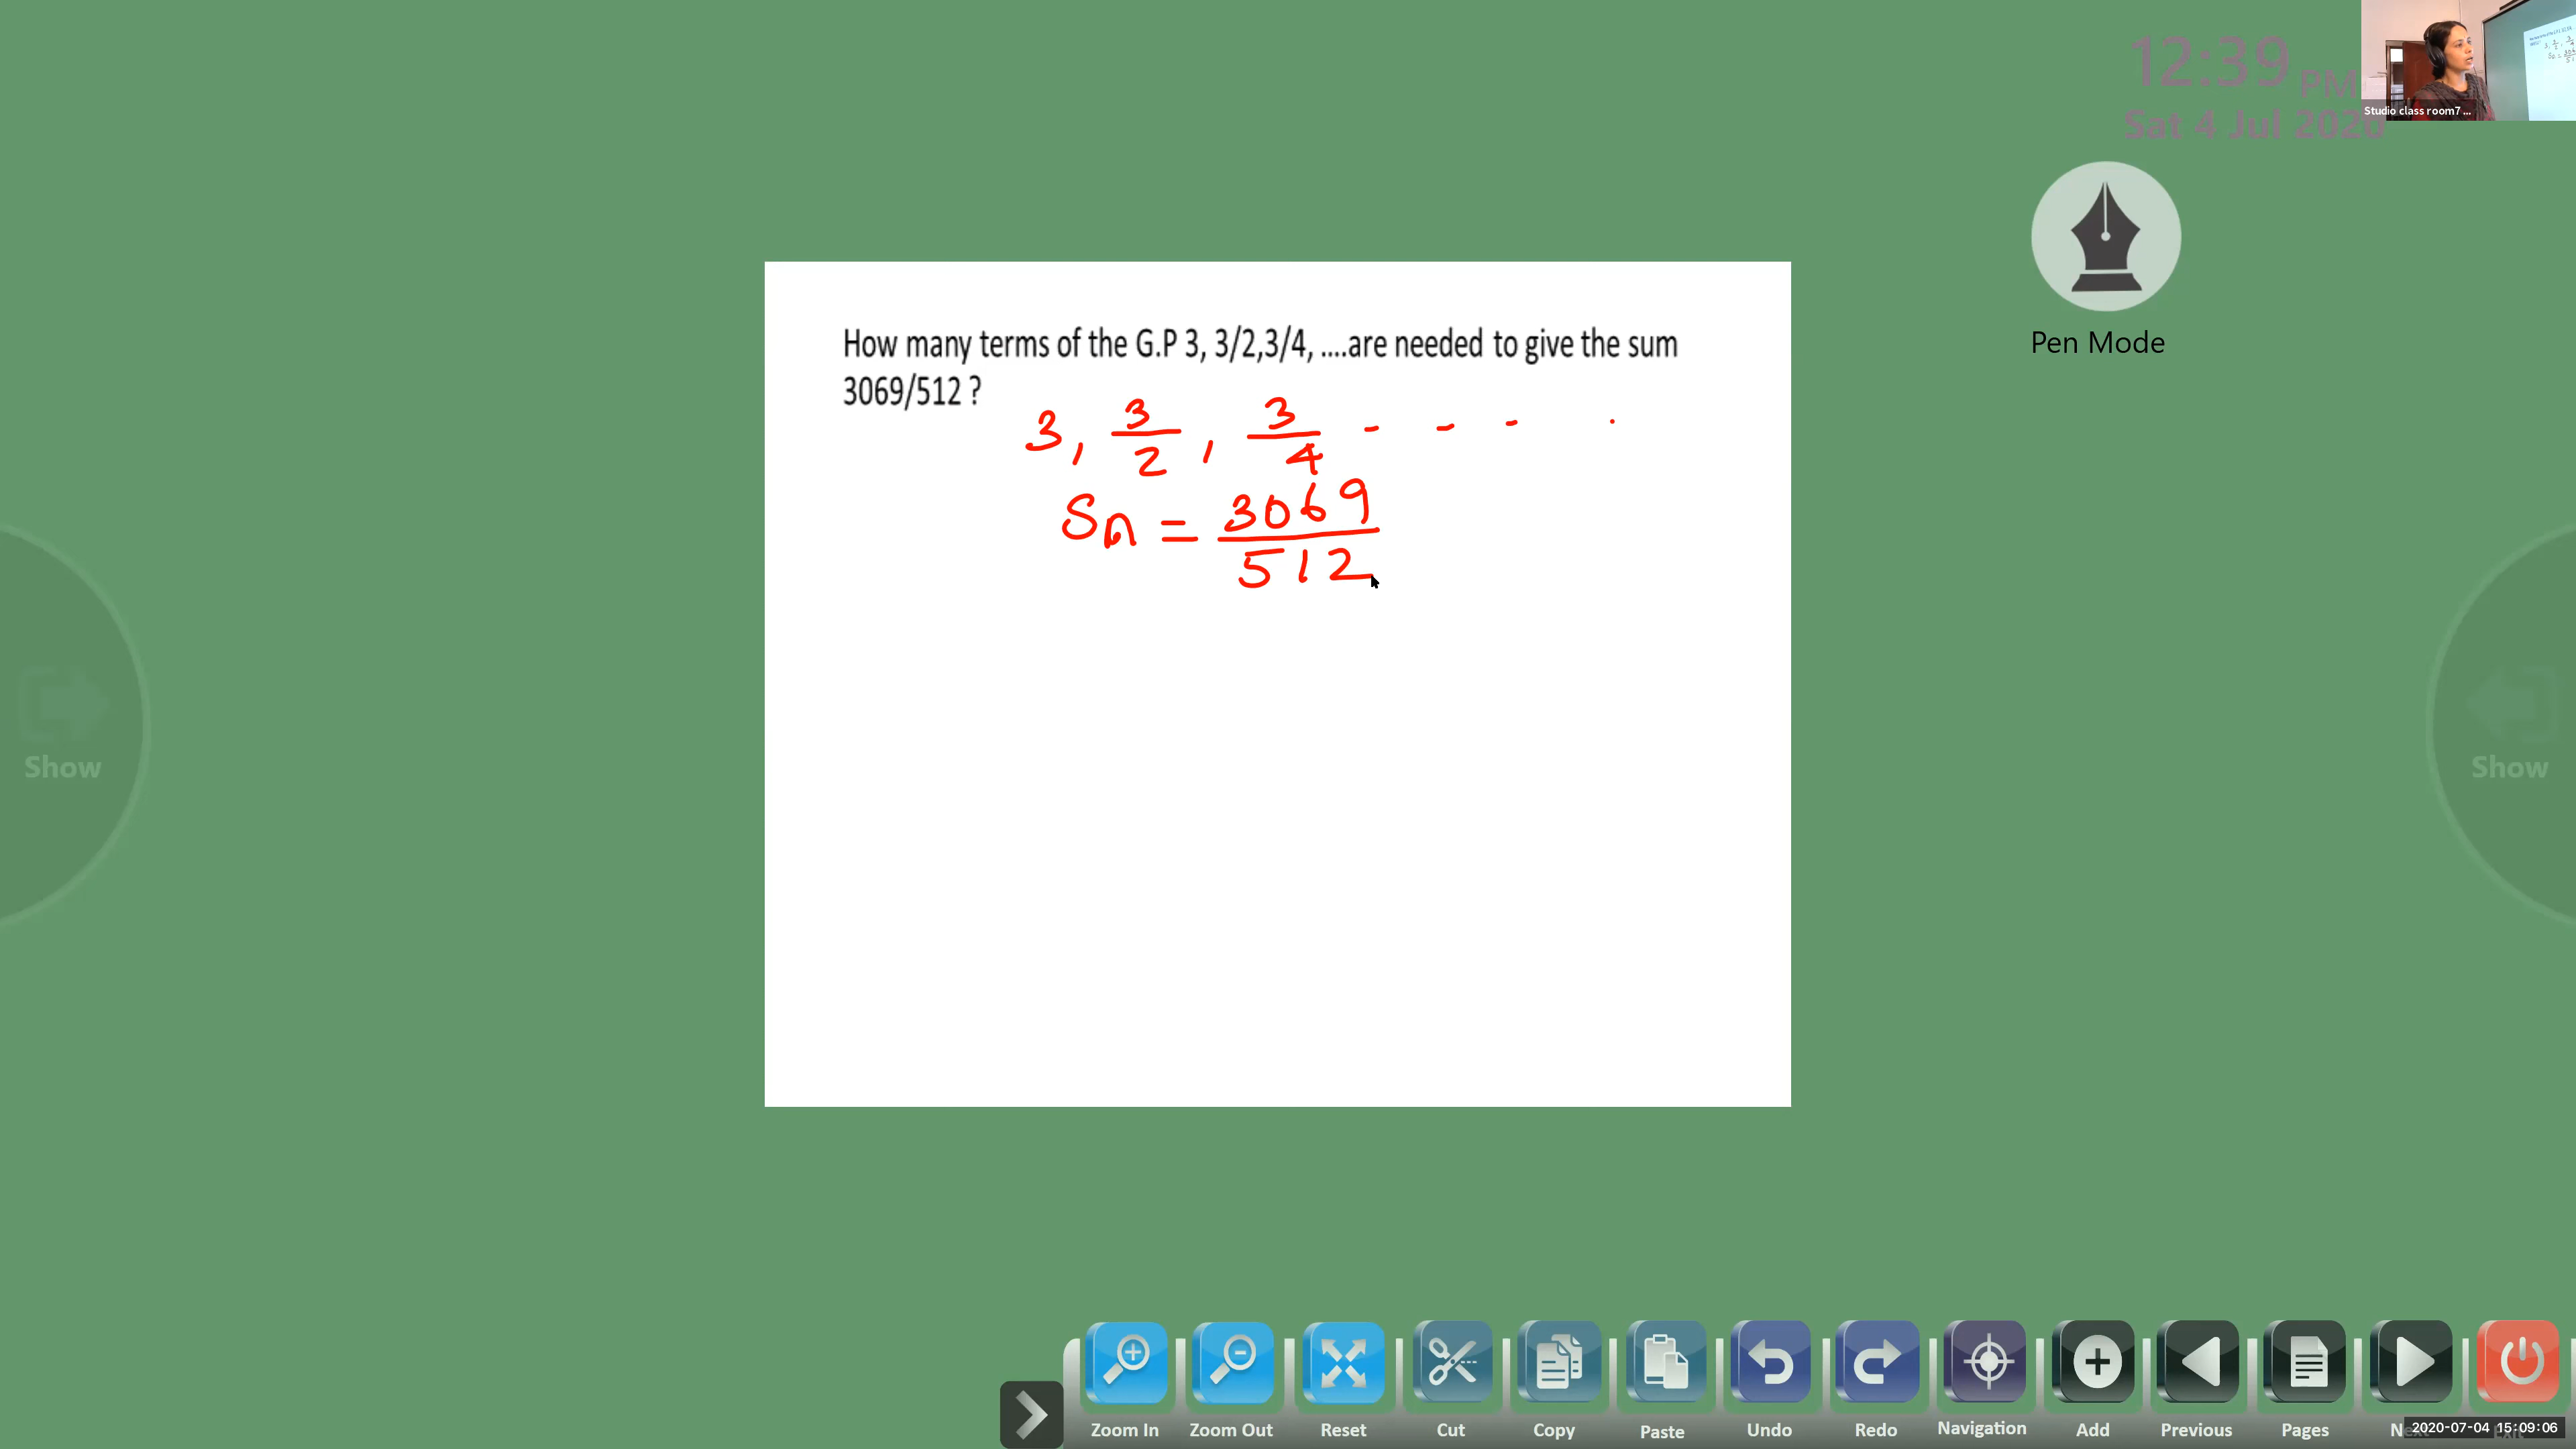 12:39 PM
Sat 4 Jul 2020
Studio class room7 ...
Pen Mode
How many terms of the G.P 3, 3/2,3/4, ....are needed to give the sum
3069/512 ?
3, 3/2, 3/4 - - - .
Sn = 3069/512
Show
Show
Zoom In
Zoom Out
Reset
Cut
Copy
Paste
Undo
Redo
Navigation
Add
Previous
Pages
2020-07-04 15:09:06